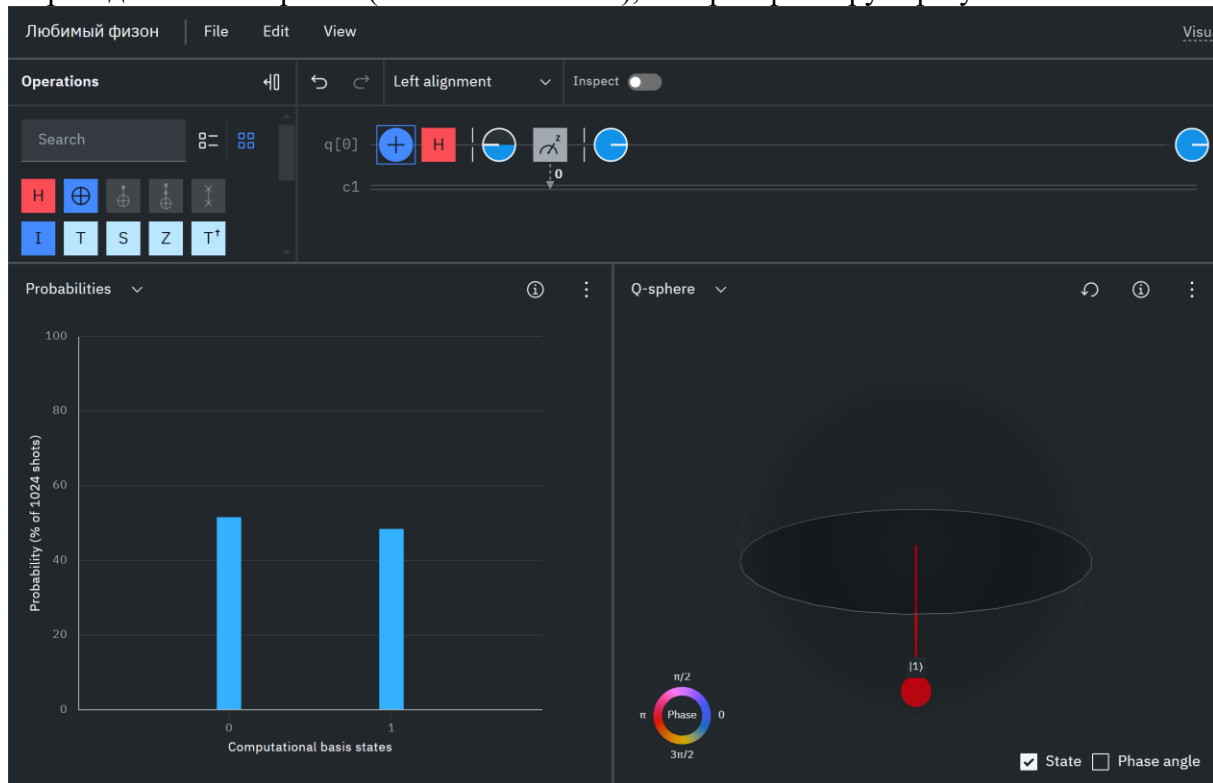 Любимый физон File Edit View Visu
Operations Left alignment Inspect
Search
q[0] + H z
0
c1
H
I T S Z T†
Probabilities
Q-sphere
100
80
60
40
20
0
Probability (% of 1024 shots)
0 1
Computational basis states
|1⟩
π/2
π Phase 0
3π/2
State Phase angle